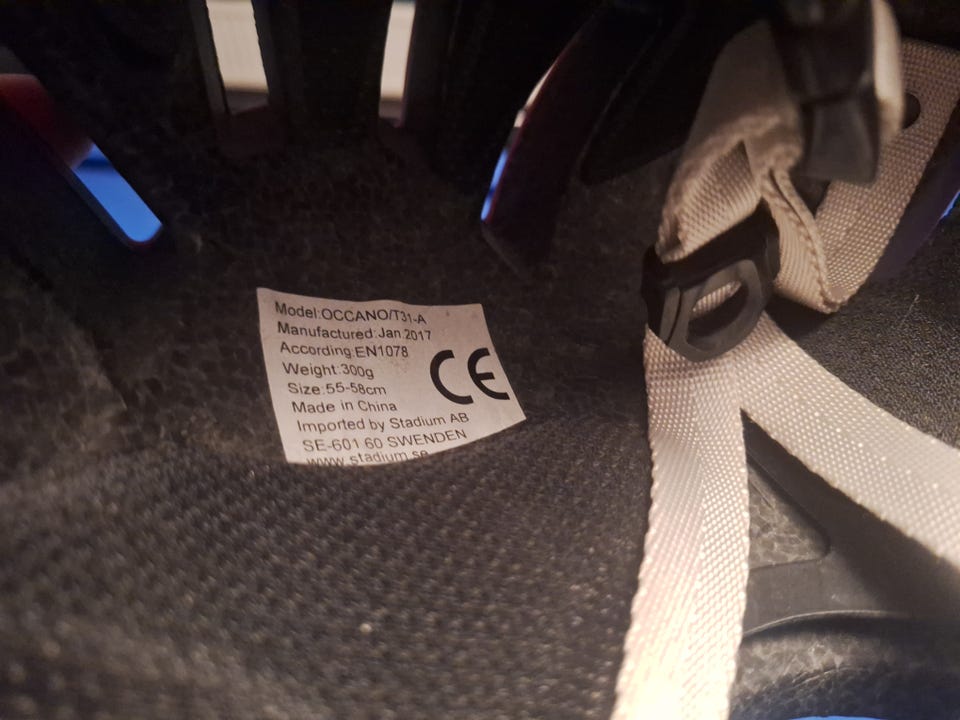 Model:OCCANO/T31-A
Manufactured:Jan 2017
According:EN1078
Weight:300g
Size:55-58cm
Made in China
Imported by Stadium AB
SE-601 60 SWENDEN
www.stadium.se
CE